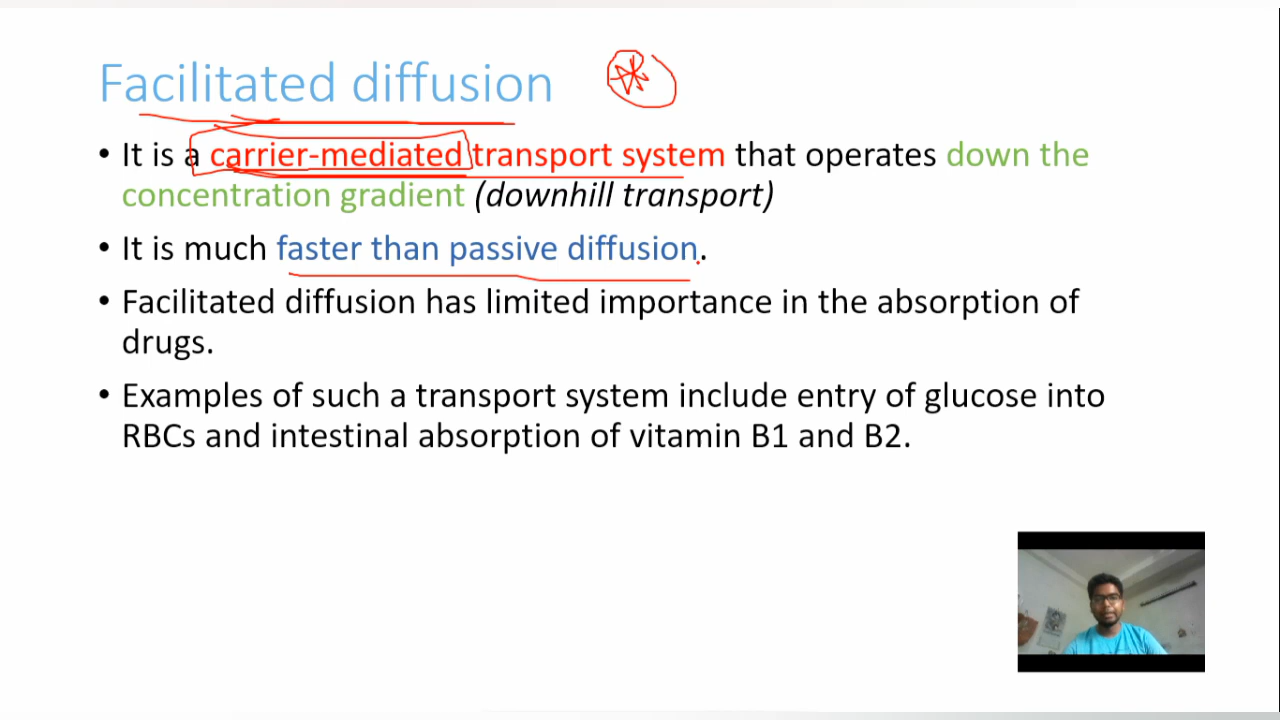 Facilitated diffusion
• It is a carrier-mediated transport system that operates down the
concentration gradient (downhill transport)
• It is much faster than passive diffusion.
• Facilitated diffusion has limited importance in the absorption of
drugs.
• Examples of such a transport system include entry of glucose into
RBCs and intestinal absorption of vitamin B1 and B2.